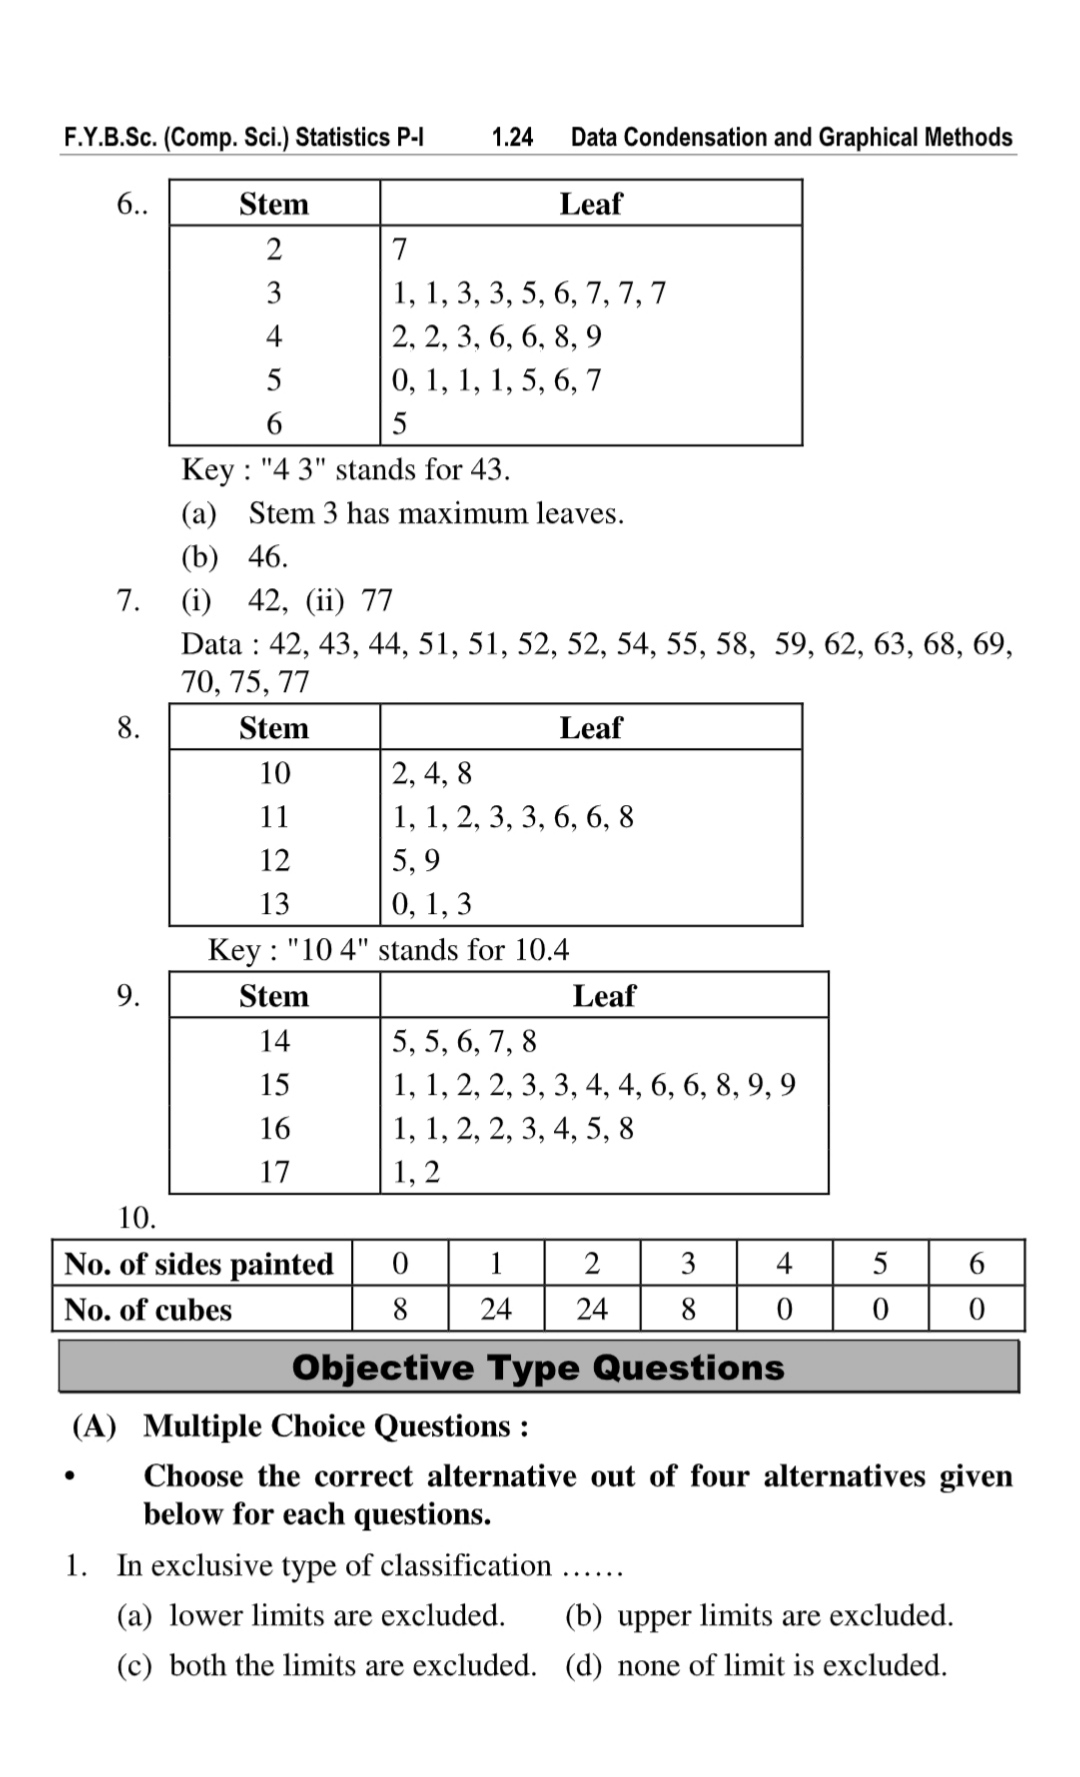 F.Y.B.Sc. (Comp. Sci.) Statistics P-I 1.24 Data Condensation and Graphical Methods
6.. Stem Leaf
2 7
3 1, 1, 3, 3, 5, 6, 7, 7, 7
4 2, 2, 3, 6, 6, 8, 9
5 0, 1, 1, 1, 5, 6, 7
6 5
Key : "4 3" stands for 43.
(a) Stem 3 has maximum leaves.
(b) 46.
7. (i) 42, (ii) 77
Data : 42, 43, 44, 51, 51, 52, 52, 54, 55, 58, 59, 62, 63, 68, 69,
70, 75, 77
8. Stem Leaf
10 2, 4, 8
11 1, 1, 2, 3, 3, 6, 6, 8
12 5, 9
13 0, 1, 3
Key : "10 4" stands for 10.4
9. Stem Leaf
14 5, 5, 6, 7, 8
15 1, 1, 2, 2, 3, 3, 4, 4, 6, 6, 8, 9, 9
16 1, 1, 2, 2, 3, 4, 5, 8
17 1, 2
10.
No. of sides painted 0 1 2 3 4 5 6
No. of cubes 8 24 24 8 0 0 0
Objective Type Questions
(A) Multiple Choice Questions :
• Choose the correct alternative out of four alternatives given
below for each questions.
1. In exclusive type of classification ......
(a) lower limits are excluded. (b) upper limits are excluded.
(c) both the limits are excluded. (d) none of limit is excluded.